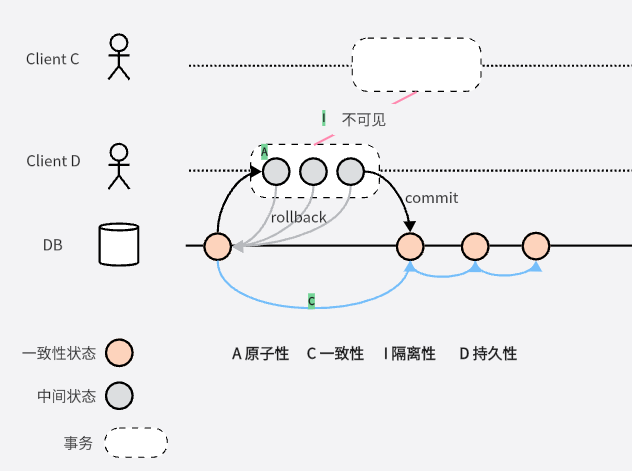 Client C
I 不可见
A
Client D
commit
rollback
DB
C
一致性状态
A 原子性 C 一致性 I 隔离性 D 持久性
中间状态
事务